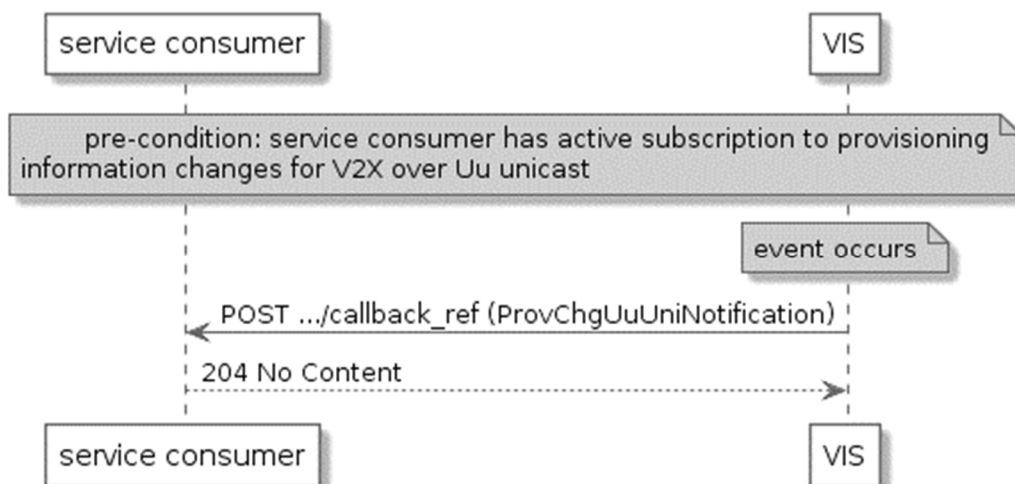 service consumer
VIS
pre-condition: service consumer has active subscription to provisioning
information changes for V2X over Uu unicast
event occurs
POST .../callback_ref (ProvChgUuUniNotification)
204 No Content
service consumer
VIS